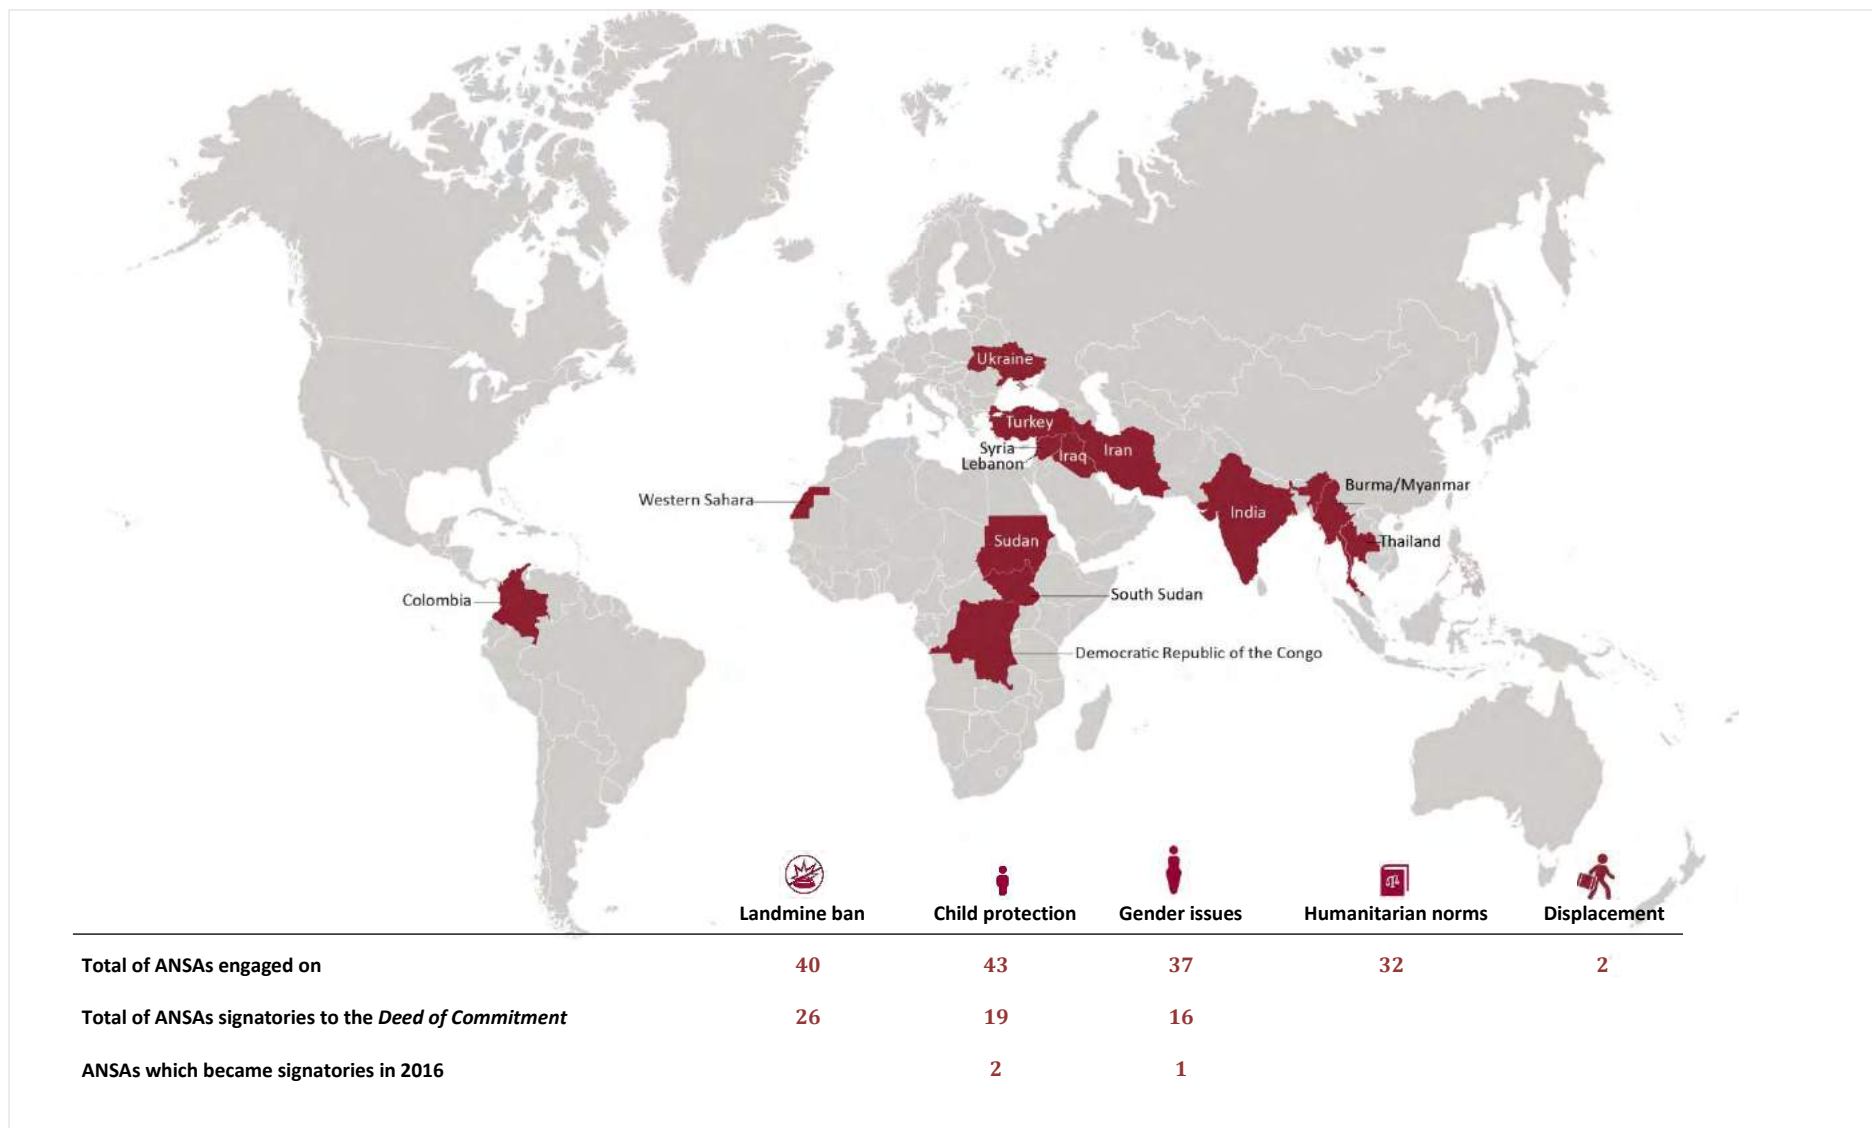 Ukraine
Turkey
Syria
Lebanon
Iraq
Iran
Western Sahara
Burma/Myanmar
India
Thailand
Sudan
Colombia
South Sudan
Democratic Republic of the Congo
Landmine ban Child protection Gender issues Humanitarian norms Displacement
Total of ANSAs engaged on 40 43 37 32 2
Total of ANSAs signatories to the Deed of Commitment 26 19 16
ANSAs which became signatories in 2016 2 1